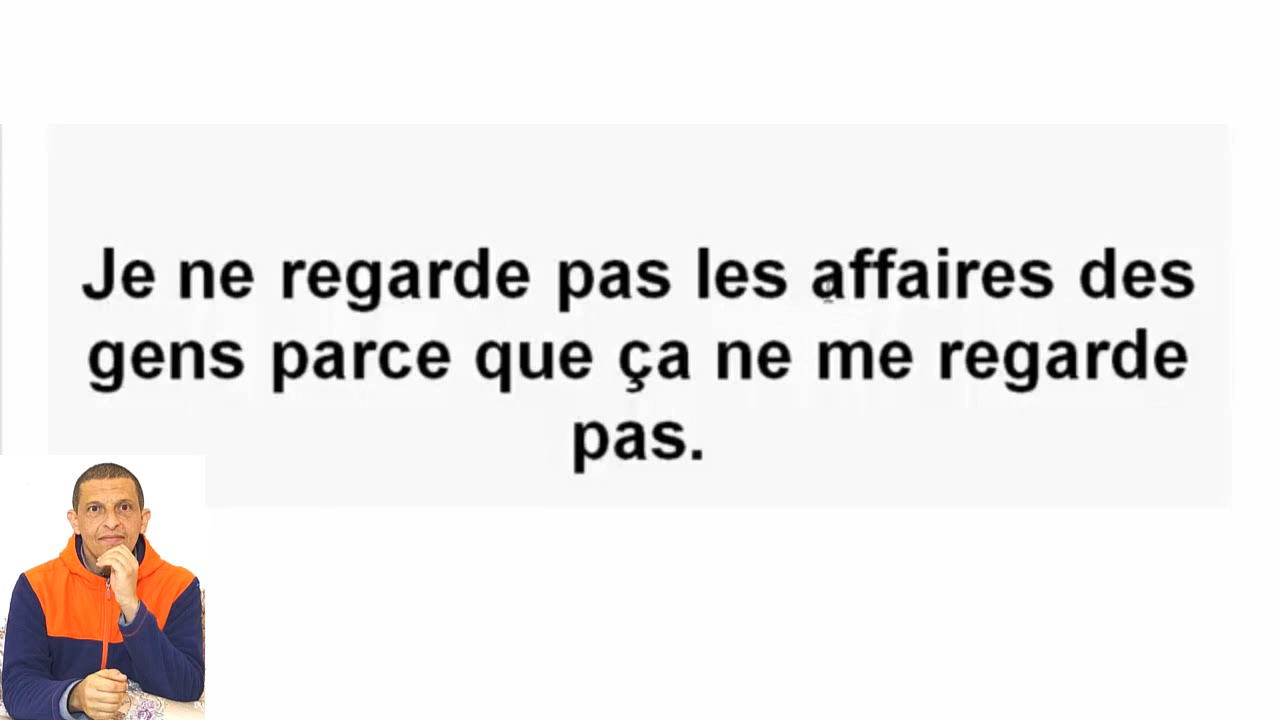 Je ne regarde pas les affaires des
gens parce que ça ne me regarde
pas.